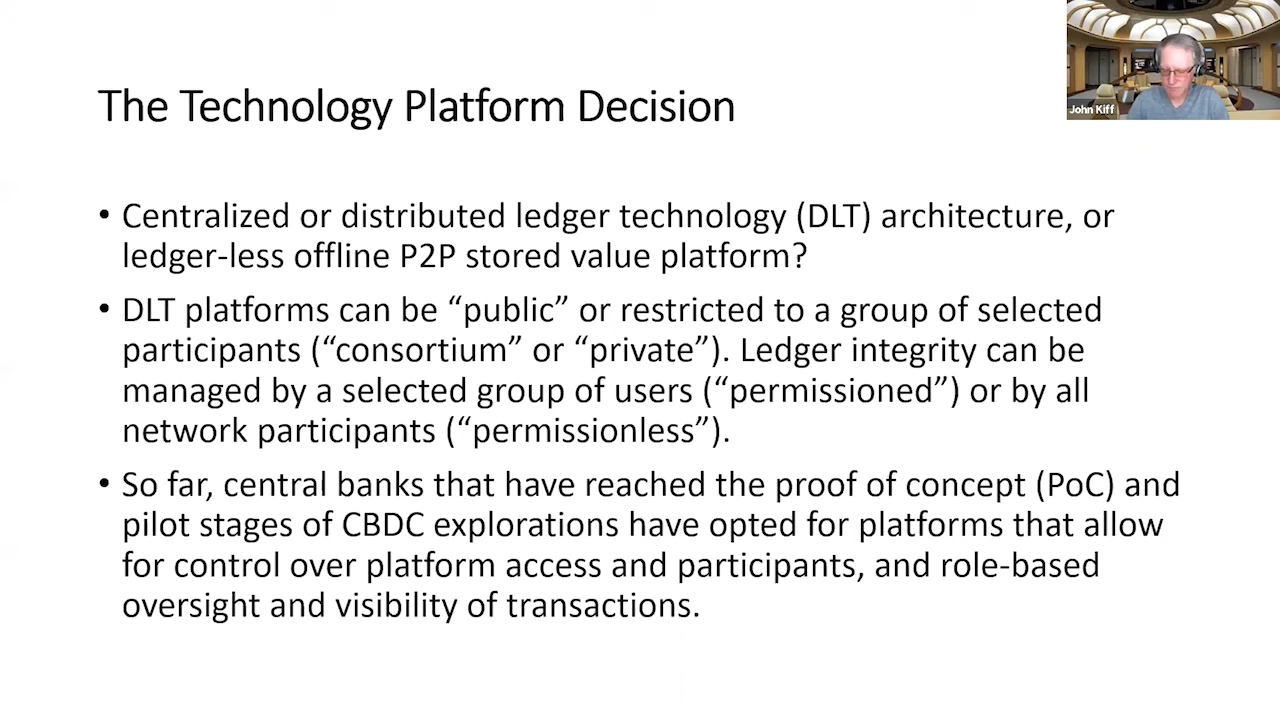 The Technology Platform Decision
John Kiff
• Centralized or distributed ledger technology (DLT) architecture, or
ledger-less offline P2P stored value platform?
• DLT platforms can be “public” or restricted to a group of selected
participants (“consortium” or “private”). Ledger integrity can be
managed by a selected group of users (“permissioned”) or by all
network participants (“permissionless”).
• So far, central banks that have reached the proof of concept (PoC) and
pilot stages of CBDC explorations have opted for platforms that allow
for control over platform access and participants, and role-based
oversight and visibility of transactions.